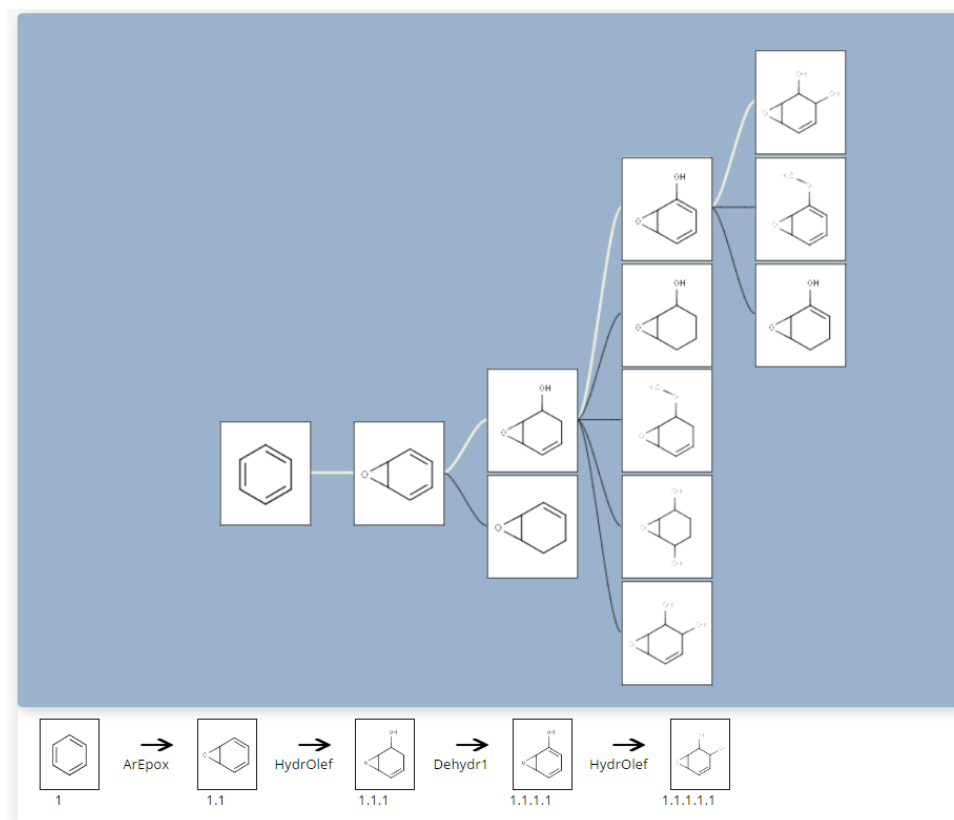 OH
OH
O
OH
O
H₃C
O
O
OH
O
OH
O
H₃C
O
O
OH
O
O
OH
O
OH
OH
O
OH
OH
O
ArEpox
HydrOlef
Dehydr1
HydrOlef
1
1.1
1.1.1
1.1.1.1
1.1.1.1.1